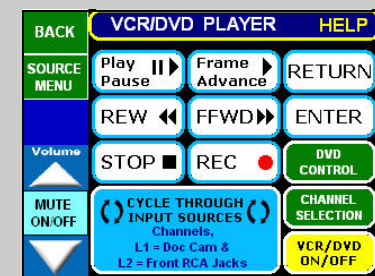 BACK
VCR/DVD PLAYER
HELP
SOURCE
MENU
Play
Pause
Frame
Advance
RETURN
REW
FFWD
ENTER
Volume
STOP
REC
DVD
CONTROL
MUTE
ON/OFF
CYCLE THROUGH
INPUT SOURCES
Channels,
L1 = Doc Cam &
L2 = Front RCA Jacks
CHANNEL
SELECTION
VCR/DVD
ON/OFF